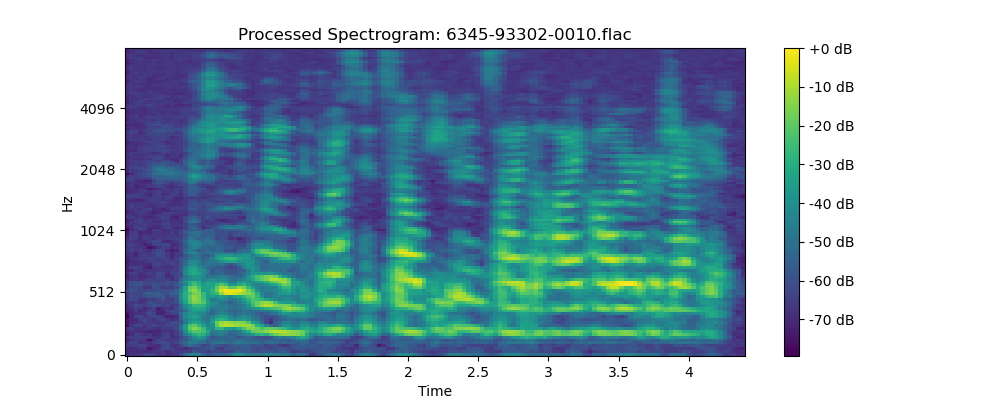 Processed Spectrogram: 6345-93302-0010.flac
Hz
4096
2048
1024
512
0
0 0.5 1 1.5 2 2.5 3 3.5 4
Time
+0 dB
-10 dB
-20 dB
-30 dB
-40 dB
-50 dB
-60 dB
-70 dB